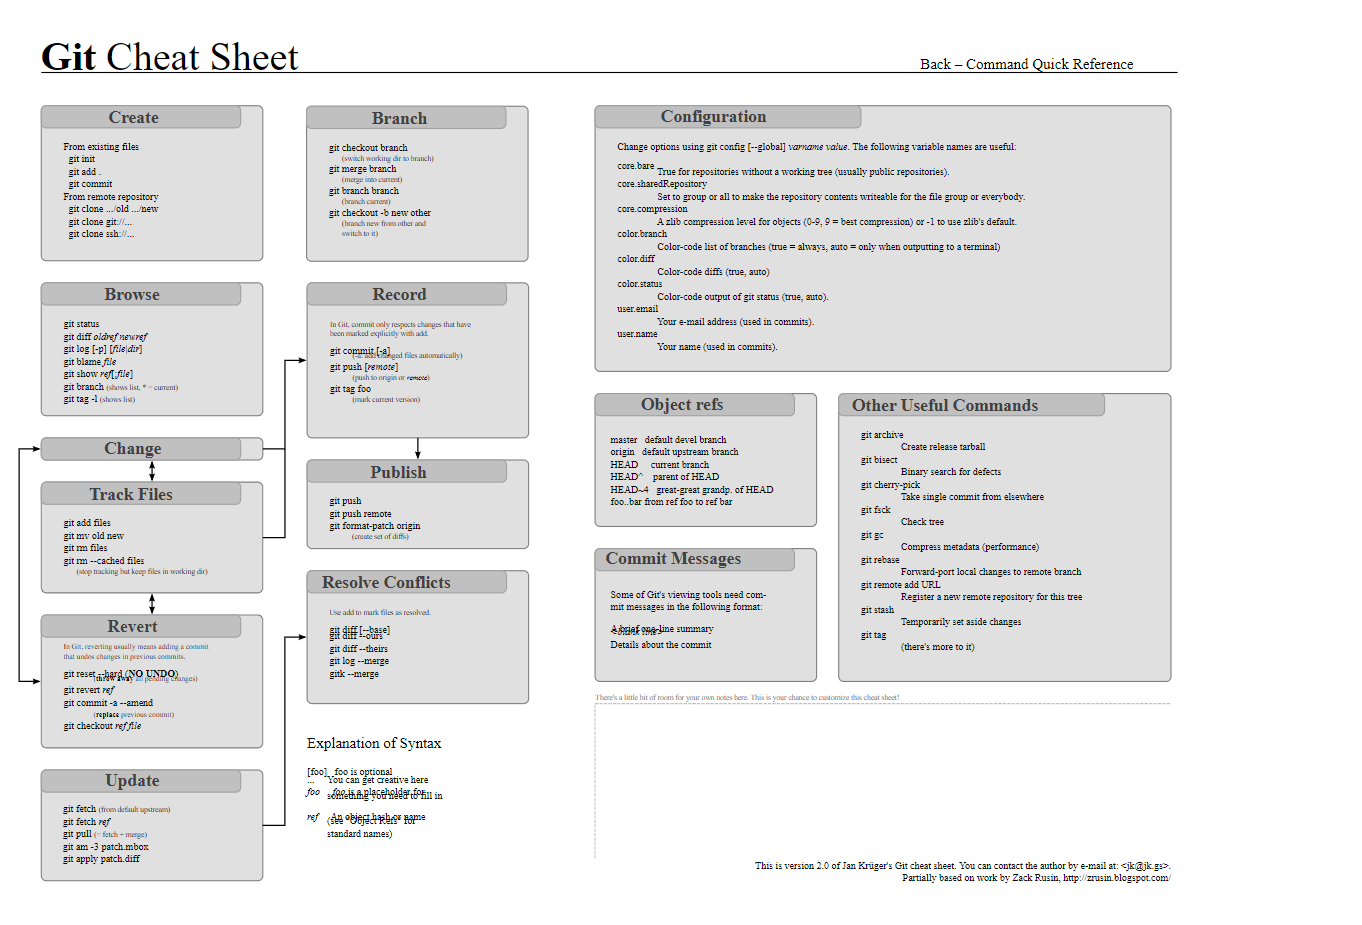 Git Cheat Sheet
Back – Command Quick Reference
Create
From existing files
git init
git add .
git commit
From remote repository
git clone .../old .../new
git clone git://...
git clone ssh://...
Branch
git checkout branch
(switch working dir to branch)
git merge branch
(merge into current)
git branch branch
(branch current)
git checkout -b new other
(branch new from other and
switch to it)
Browse
git status
git diff oldref newref
git log [-p] [file|dir]
git blame file
git show ref[:file]
git branch (shows list, * = current)
git tag -l (shows list)
Record
In Git, commit only respects changes that have
been marked explicitly with add.
git commit [-a]
(-a: add changed files automatically)
git push [remote]
(push to origin or remote)
git tag foo
(mark current version)
Change
Track Files
git add files
git mv old new
git rm files
git rm --cached files
(stop tracking but keep files in working dir)
Publish
git push
git push remote
git format-patch origin
(create set of diffs)
Revert
In Git, reverting usually means adding a commit
that undos changes in previous commits.
git reset --hard (NO UNDO)
(throw away all pending changes)
git revert ref
git commit -a --amend
(replace previous commit)
git checkout ref file
Resolve Conflicts
Use add to mark files as resolved.
git diff [--base]
git diff --ours
git diff --theirs
git log --merge
gitk --merge
Update
git fetch (from default upstream)
git fetch ref
git pull (= fetch + merge)
git am -3 patch.mbox
git apply patch.diff
Explanation of Syntax
[foo] foo is optional
... You can get creative here
foo foo is a placeholder for
something you need to fill in
ref An object hash or name
(see "Object Refs" for
standard names)
Configuration
Change options using git config [--global] varname value. The following variable names are useful:
core.bare
True for repositories without a working tree (usually public repositories).
core.sharedRepository
Set to group or all to make the repository contents writeable for the file group or everybody.
core.compression
A zlib compression level for objects (0-9, 9 = best compression) or -1 to use zlib's default.
color.branch
Color-code list of branches (true = always, auto = only when outputting to a terminal)
color.diff
Color-code diffs (true, auto)
color.status
Color-code output of git status (true, auto).
user.email
Your e-mail address (used in commits).
user.name
Your name (used in commits).
Object refs
master default devel branch
origin default upstream branch
HEAD current branch
HEAD^ parent of HEAD
HEAD~4 great-great grandp. of HEAD
foo..bar from ref foo to ref bar
Commit Messages
Some of Git's viewing tools need com-
mit messages in the following format:
A brief one-line summary
<blank line>
Details about the commit
Other Useful Commands
git archive
Create release tarball
git bisect
Binary search for defects
git cherry-pick
Take single commit from elsewhere
git fsck
Check tree
git gc
Compress metadata (performance)
git rebase
Forward-port local changes to remote branch
git remote add URL
Register a new remote repository for this tree
git stash
Temporarily set aside changes
git tag
(there's more to it)
There's a little bit of room for your own notes here. This is your chance to customize this cheat sheet!
This is version 2.0 of Jan Krüger's Git cheat sheet. You can contact the author by e-mail at: <jk@jk.gs>.
Partially based on work by Zack Rusin, http://zrusin.blogspot.com/